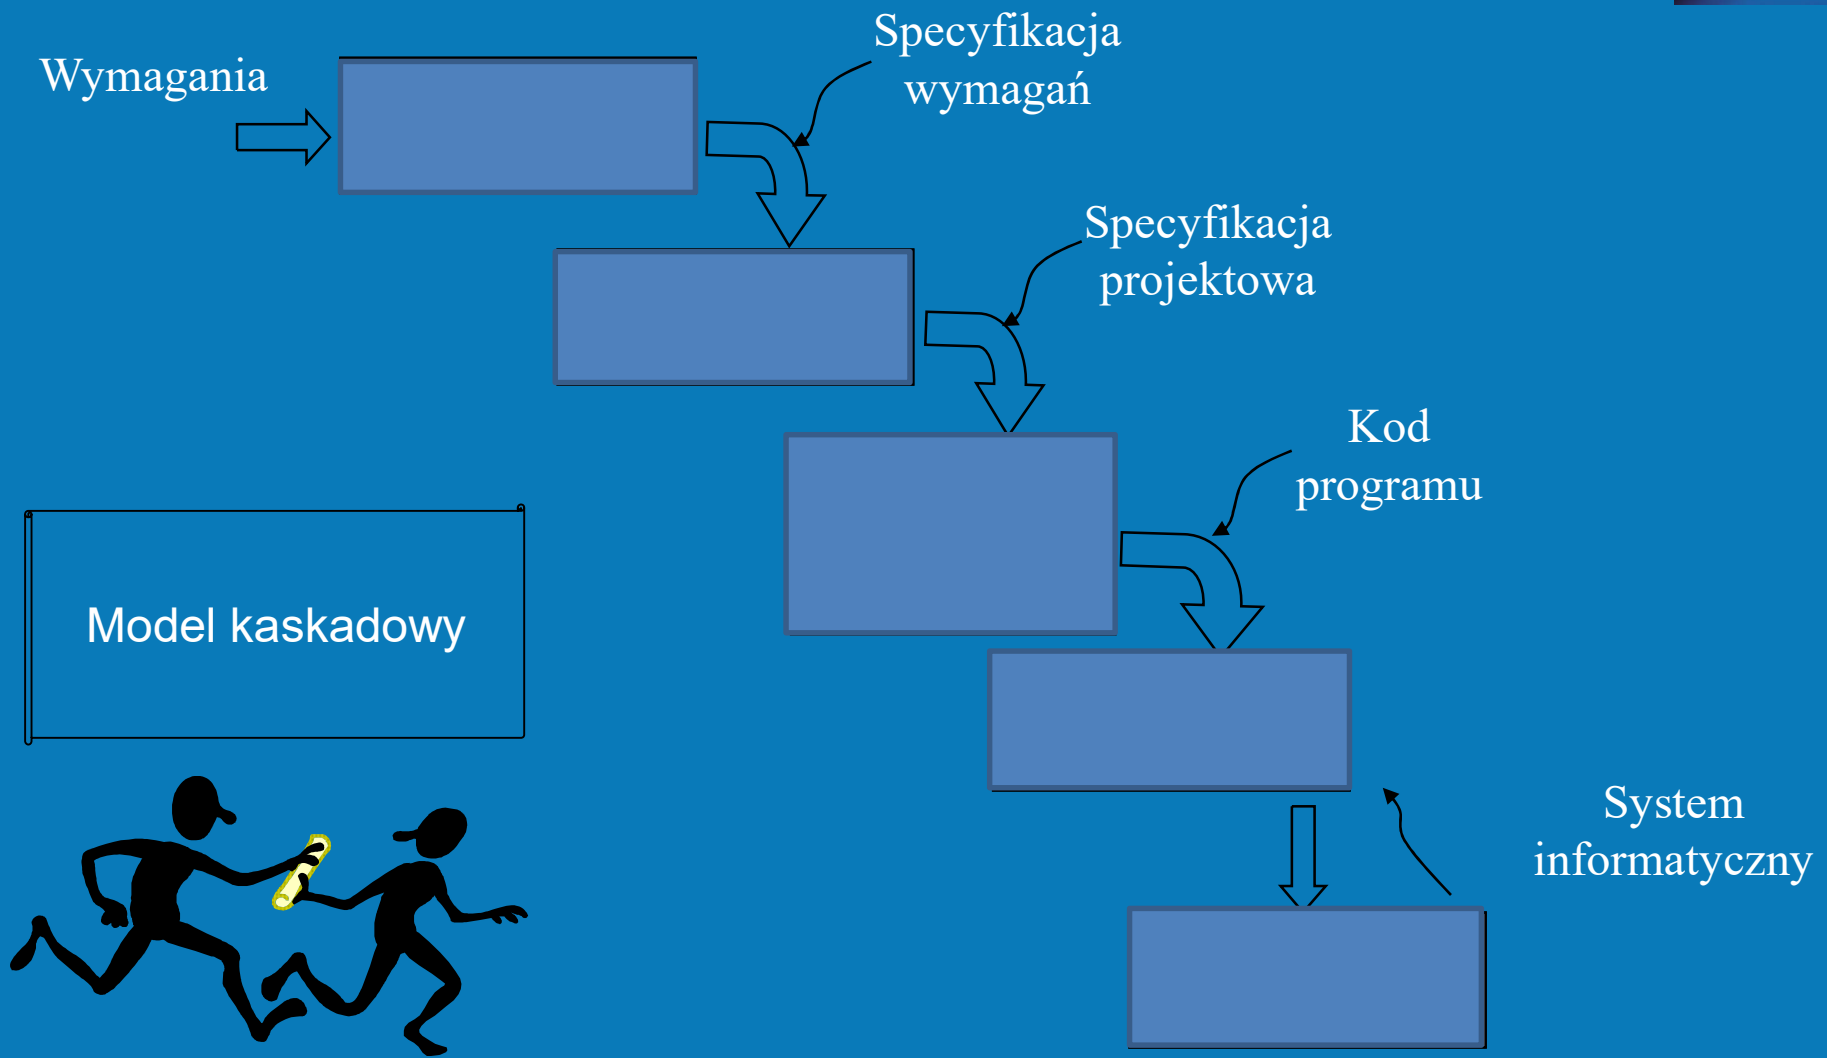 Wymagania
Specyfikacja
wymagań
Specyfikacja
projektowa
Kod
programu
Model kaskadowy
System
informatyczny